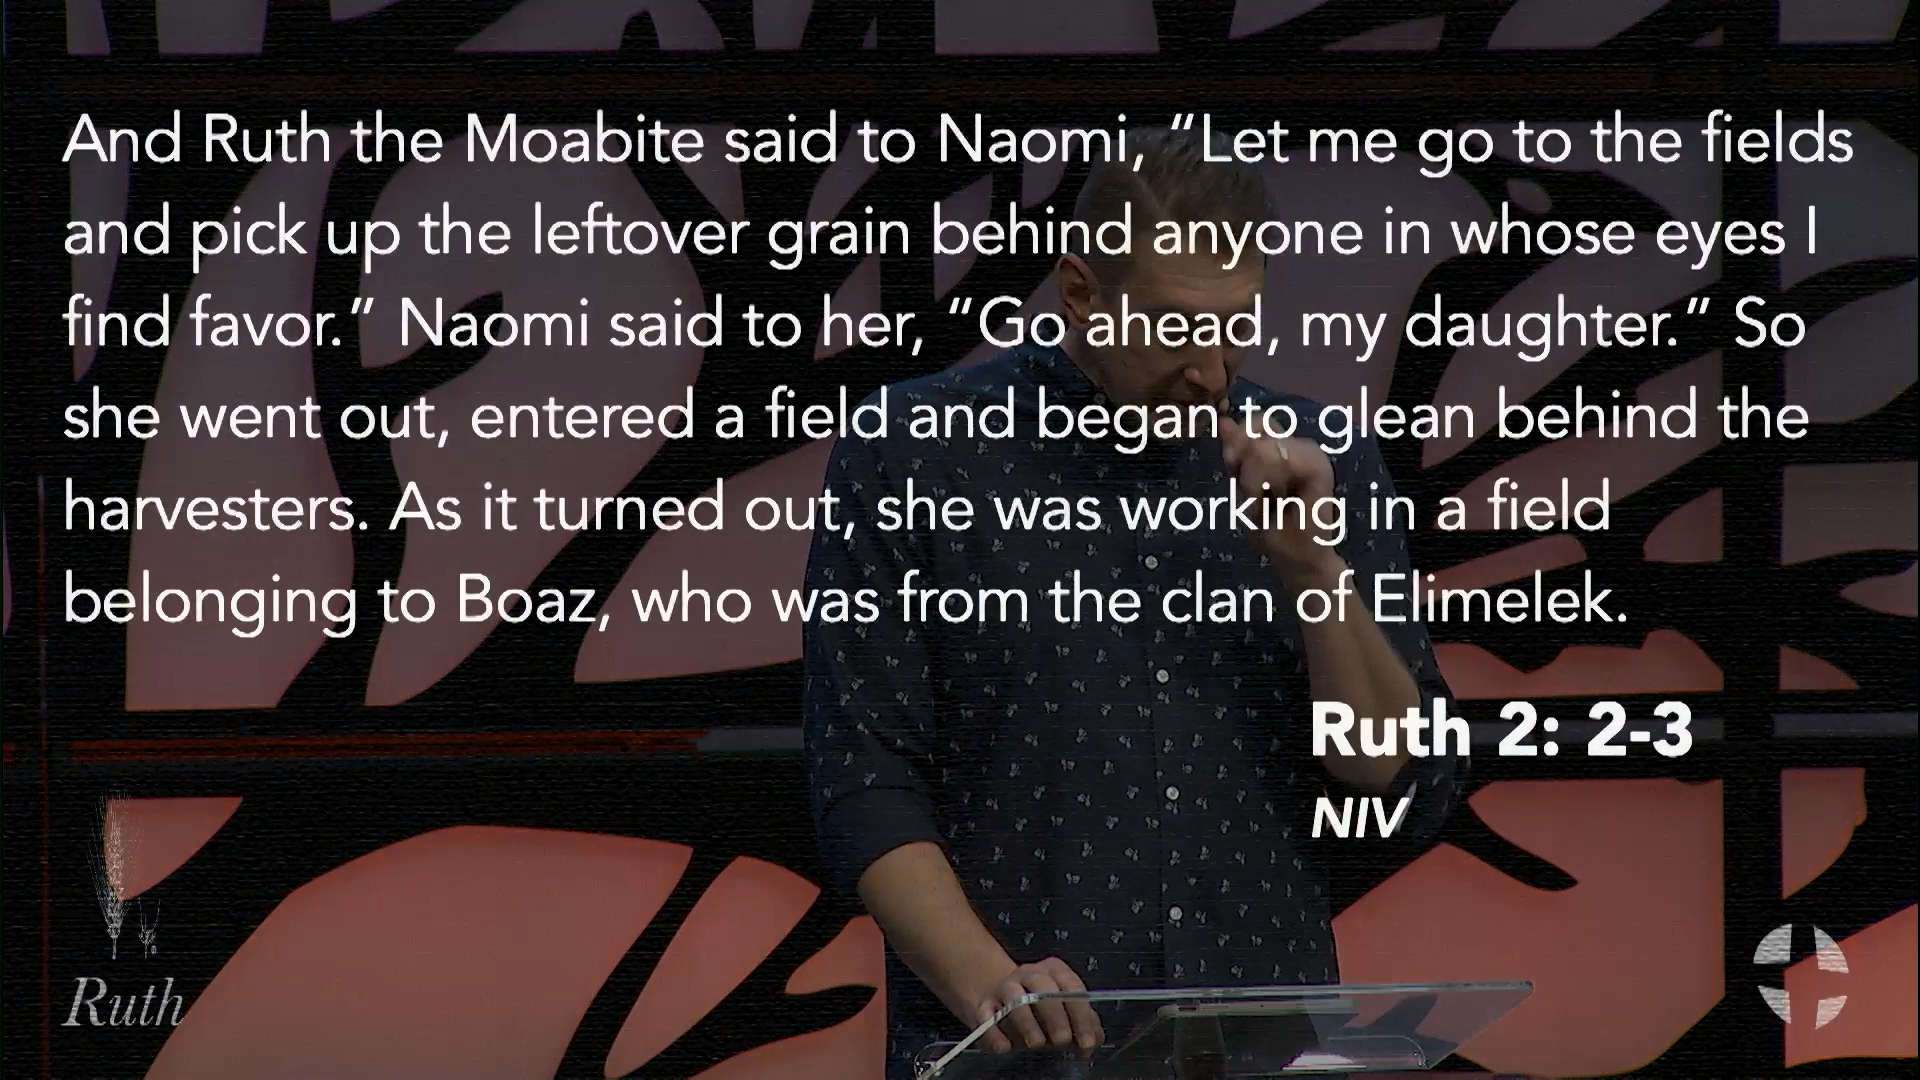 And Ruth the Moabite said to Naomi, “Let me go to the fields
and pick up the leftover grain behind anyone in whose eyes I
find favor.” Naomi said to her, “Go ahead, my daughter.” So
she went out, entered a field and began to glean behind the
harvesters. As it turned out, she was working in a field
belonging to Boaz, who was from the clan of Elimelek.
Ruth 2: 2-3
NIV
Ruth